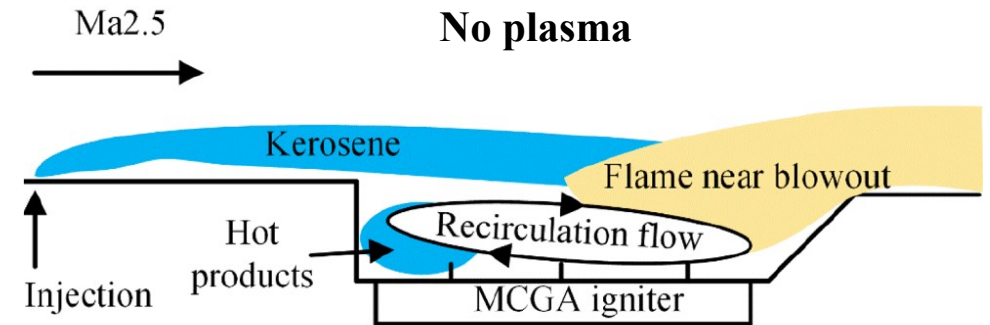 Ma2.5
No plasma
Kerosene
Flame near blowout
Hot
products
Recirculation flow
Injection
MCGA igniter